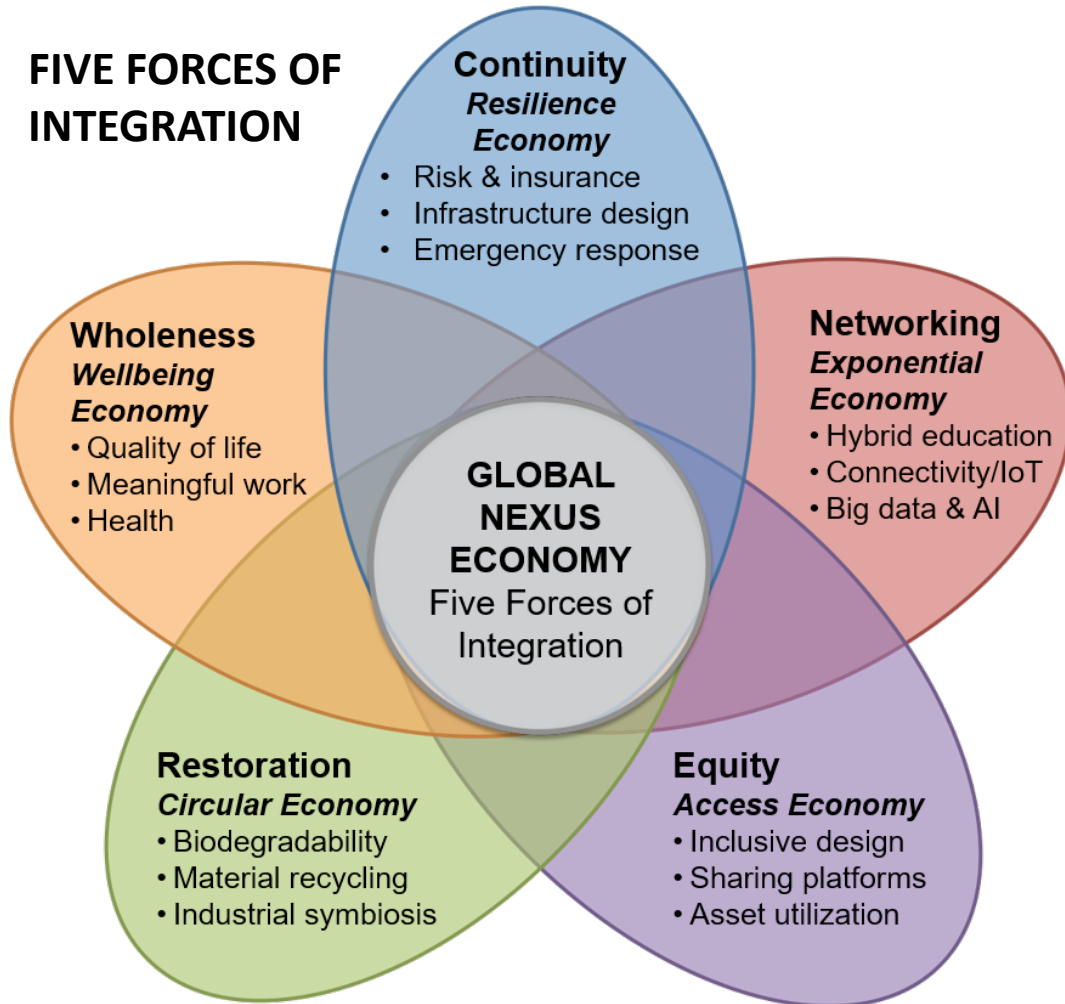 FIVE FORCES OF
INTEGRATION
Continuity
Resilience
Economy
• Risk & insurance
• Infrastructure design
• Emergency response
Wholeness
Wellbeing
Economy
• Quality of life
• Meaningful work
• Health
Networking
Exponential
Economy
• Hybrid education
• Connectivity/IoT
• Big data & AI
GLOBAL
NEXUS
ECONOMY
Five Forces of
Integration
Restoration
Circular Economy
• Biodegradability
• Material recycling
• Industrial symbiosis
Equity
Access Economy
• Inclusive design
• Sharing platforms
• Asset utilization